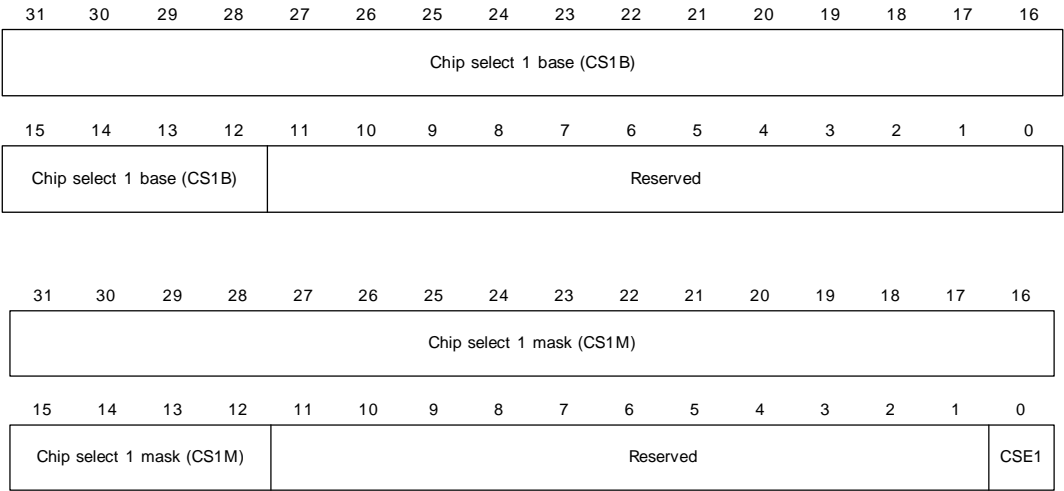 31 30 29 28 27 26 25 24 23 22 21 20 19 18 17 16
Chip select 1 base (CS1B)
15 14 13 12 11 10 9 8 7 6 5 4 3 2 1 0
Chip select 1 base (CS1B) Reserved
31 30 29 28 27 26 25 24 23 22 21 20 19 18 17 16
Chip select 1 mask (CS1M)
15 14 13 12 11 10 9 8 7 6 5 4 3 2 1 0
Chip select 1 mask (CS1M) Reserved CSE1